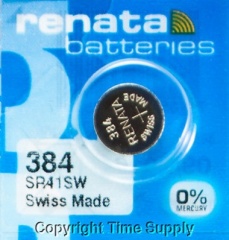 renata
batteries
RENATA
384
SWISS
MADE
+
384
SR41SW
Swiss Made
0%
MERCURY
Copyright Time Supply